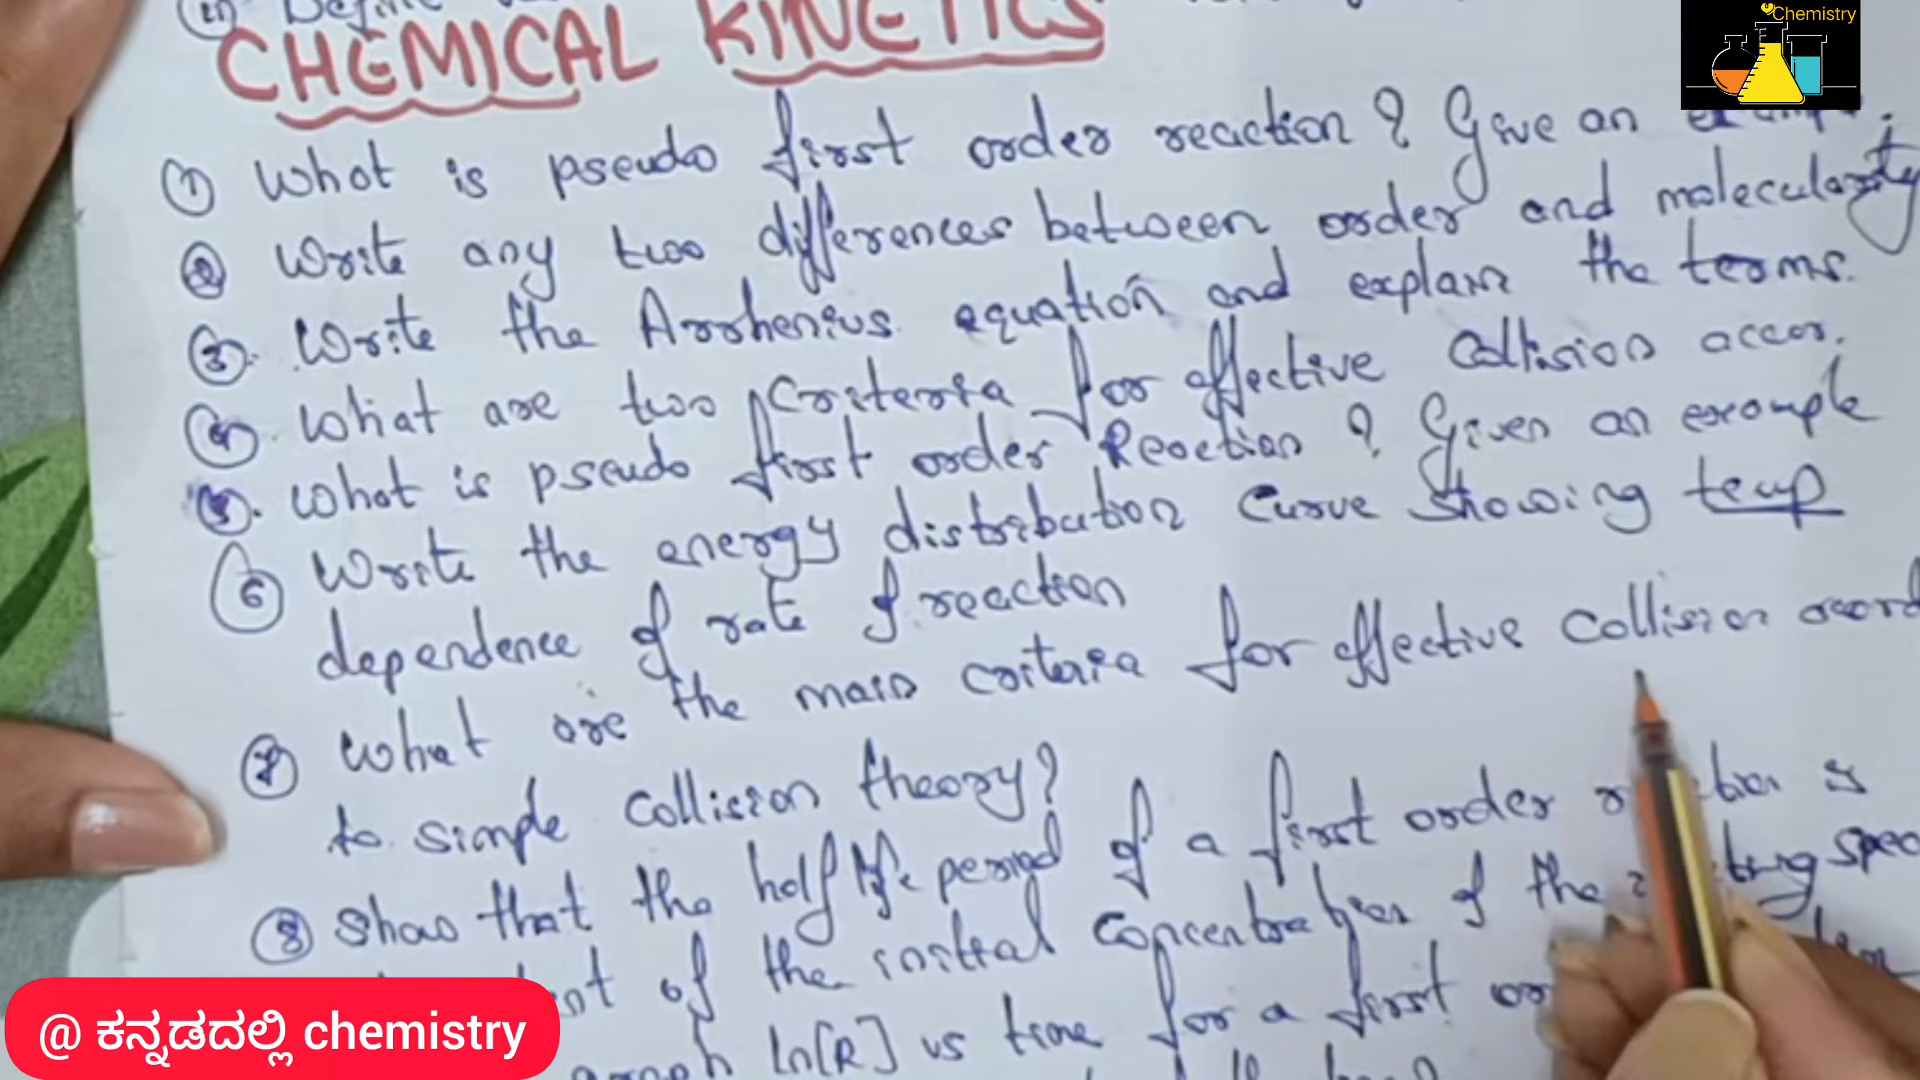 (ii) Define
CHEMICAL KINETICS
Chemistry
① What is pseudo first order reaction? Give an
② Write any two differences between order and molecularity
③. Write the Arrhenius equation and explain the terms.
④. What are two criteria for effective Collision accor.
⑤. What is pseudo first order Reaction? Given an example
⑥ Write the energy distribution Curve showing temp
dependence of rate of reaction
⑦ What are the main criteria for effective Collision
to simple Collision theory?
⑧ Show that the half life period of a first order is
of the initial Concentration of the
graph ln[R] vs time for a first
@ ಕನ್ನಡದಲ್ಲಿ chemistry